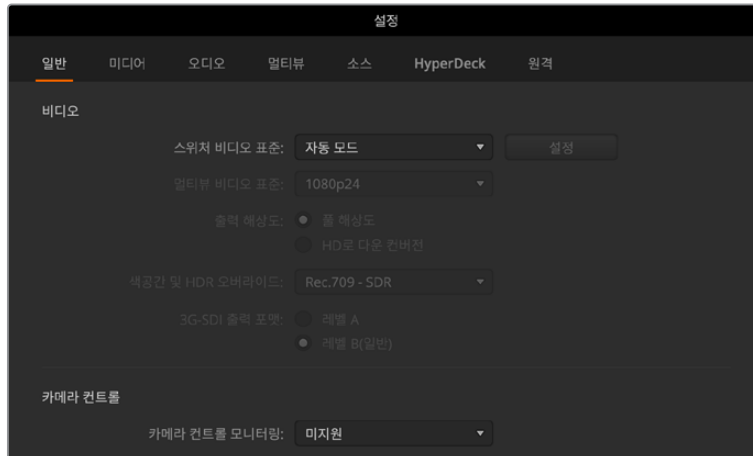 설정
일반 미디어 오디오 멀티뷰 소스 HyperDeck 원격
비디오
스위처 비디오 표준: 자동 모드 설정
멀티뷰 비디오 표준: 1080p24
출력 해상도: 풀 해상도
HD로 다운 컨버전
색공간 및 HDR 오버라이드: Rec.709 - SDR
3G-SDI 출력 포맷: 레벨 A
레벨 B(일반)
카메라 컨트롤
카메라 컨트롤 모니터링: 미지원